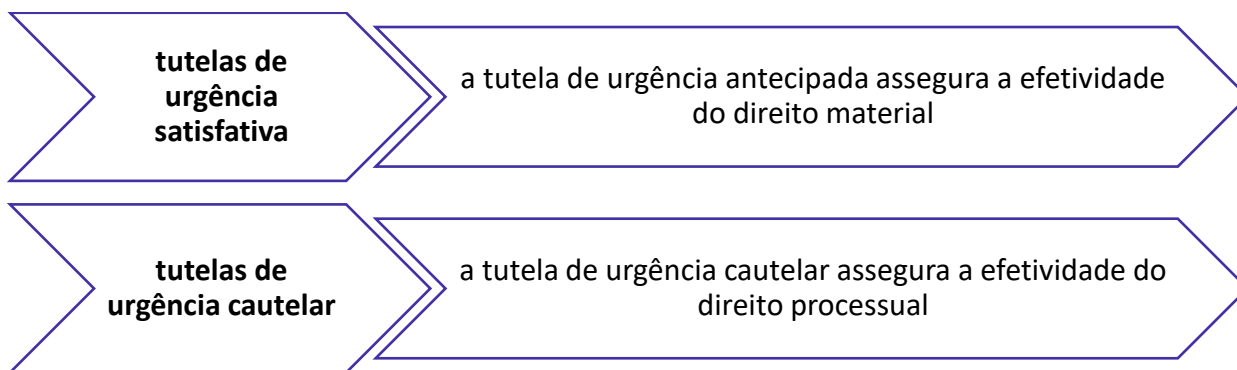 tutelas de
urgência
satisfativa
a tutela de urgência antecipada assegura a efetividade
do direito material
tutelas de
urgência cautelar
a tutela de urgência cautelar assegura a efetividade do
direito processual